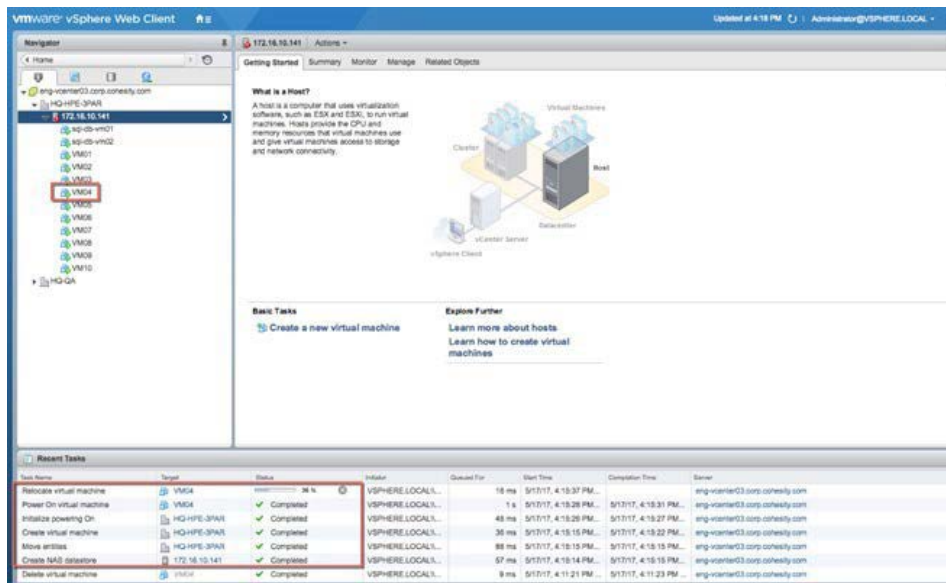 vmware® vSphere Web Client
Updated at 4:18 PM | Administrator@VSPHERE.LOCAL
Navigator
172.16.10.141 Actions
Home
Getting Started Summary Monitor Manage Related Objects
eng-vcenter03.corp.cohesity.com
HQ-HPE-3PAR
172.16.10.141
sql-db-vm01
sql-db-vm02
VM01
VM02
VM03
VM04
VM05
VM06
VM07
VM08
VM09
VM10
HQ-QA
What is a Host?
A host is a computer that uses virtualization
software, such as ESX and ESXi, to run virtual
machines. Hosts provide the CPU and
memory resources that virtual machines use
and give virtual machines access to storage
and network connectivity.
Virtual Machines
Cluster
Host
Datacenter
vCenter Server
vSphere Client
Basic Tasks
Create a new virtual machine
Explore Further
Learn more about hosts
Learn how to create virtual
machines
Recent Tasks
Task Name Target Status Initiator Queued For Start Time Completion Time Server
Relocate virtual machine VM04 VSPHERE.LOCAL\... 5/17/17, 4:15:37 PM... eng-vcenter03.corp.cohesity.com
Power On virtual machine VM04 Completed VSPHERE.LOCAL\... 1 s 5/17/17, 4:15:28 PM... 5/17/17, 4:15:31 PM... eng-vcenter03.corp.cohesity.com
Initialize powering On HQ-HPE-3PAR Completed VSPHERE.LOCAL\... 48 ms 5/17/17, 5/17/17, 4:15:27 PM... eng-vcenter03.corp.cohesity.com
Create virtual machine HQ-HPE-3PAR Completed VSPHERE.LOCAL\... 5/17/17, 4:15:15 PM... 5/17/17, 4:15:22 PM... eng-vcenter03.corp.cohesity.com
Move entities HQ-HPE-3PAR Completed VSPHERE.LOCAL\... 5/17/17, 4:15:15 PM... 5/17/17, 4:15:15 PM... eng-vcenter03.corp.cohesity.com
Create NAS datastore 172.16.10.141 Completed VSPHERE.LOCAL\... 57 ms 5/17/17, 4:15:14 PM... 5/17/17, 4:15:15 PM... eng-vcenter03.corp.cohesity.com
Delete virtual machine VM04 Completed VSPHERE.LOCAL\... 9 ms 5/17/17, 4:11:21 PM... 5/17/17, 4:11:23 PM... eng-vcenter03.corp.cohesity.com